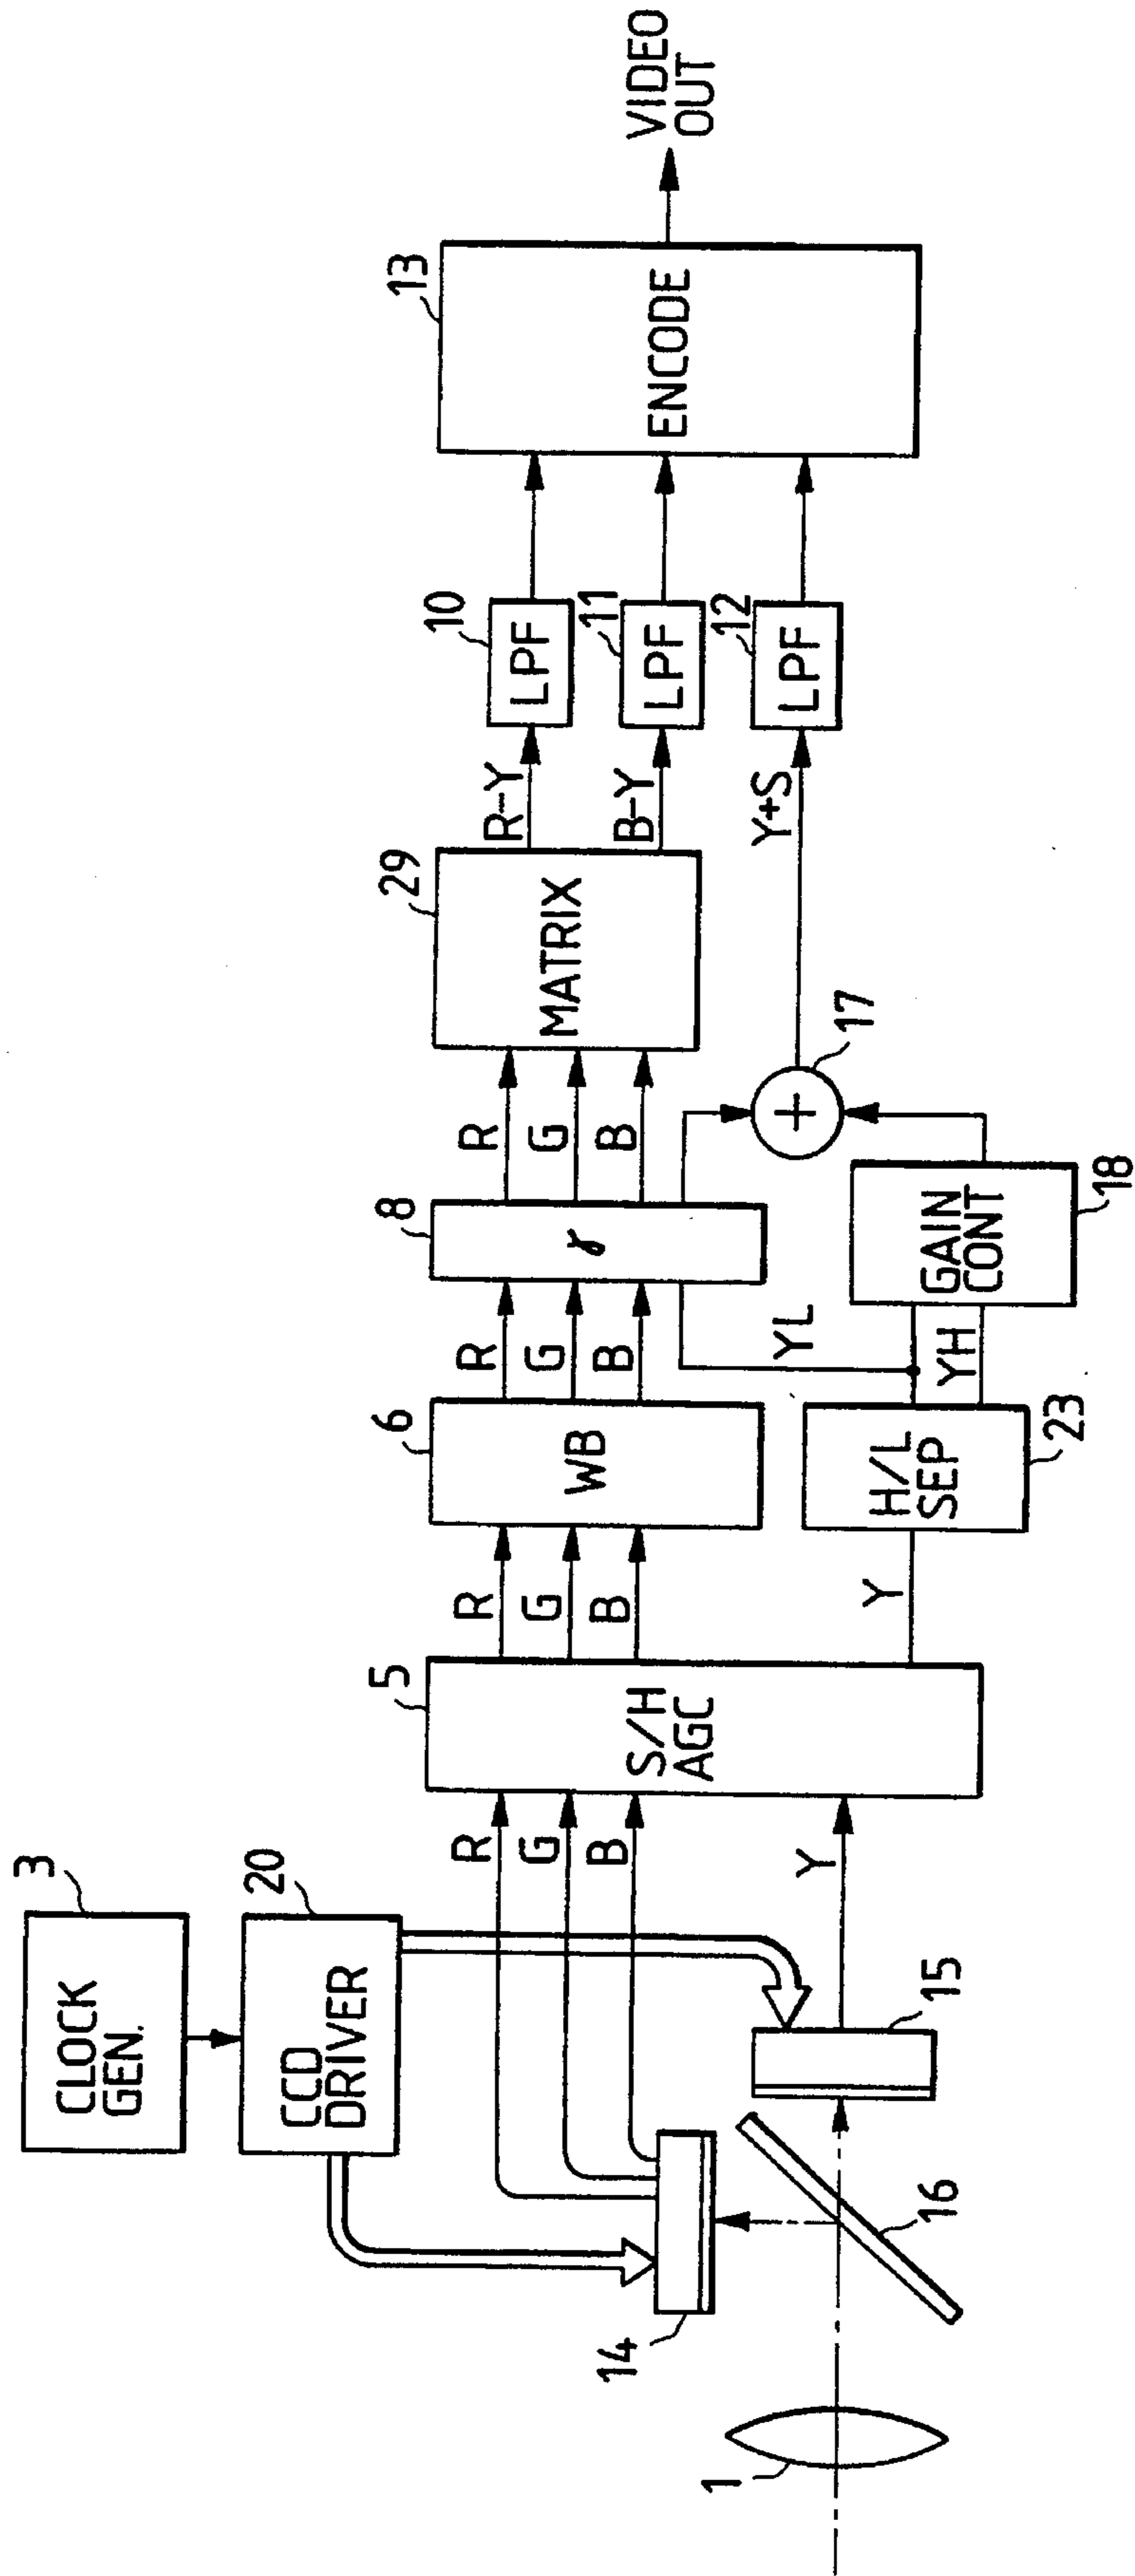 3
CLOCK
GEN.
20
CCD
DRIVER
R
G
B
Y
14
15
16
1
5
S/H
AGC
R
G
B
Y
6
WB
R
G
B
H/L
SEP
23
YL
YH
8
γ
R
G
B
GAIN
CONT
18
+
17
29
MATRIX
R-Y
B-Y
Y+S
10
LPF
11
LPF
12
LPF
13
ENCODE
VIDEO
OUT